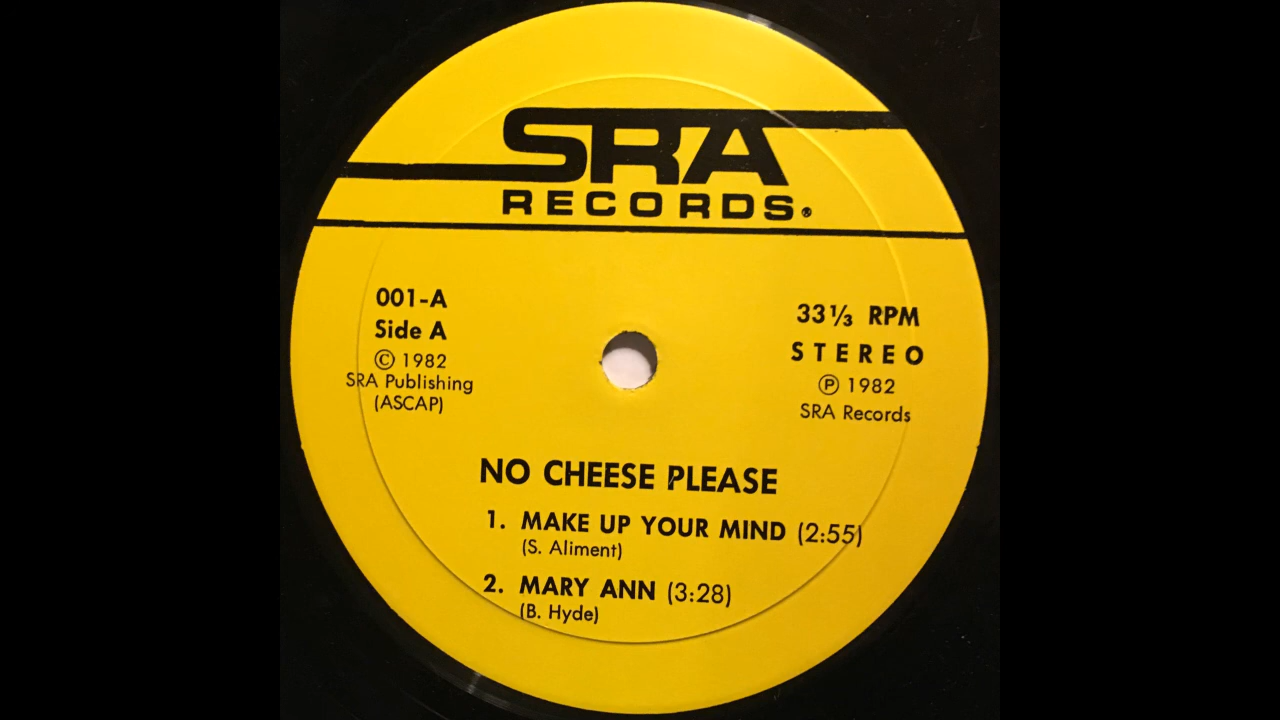 SRA
RECORDS®
001-A
Side A
© 1982
SRA Publishing
(ASCAP)
33⅓ RPM
STEREO
℗ 1982
SRA Records
NO CHEESE PLEASE
1. MAKE UP YOUR MIND (2:55)
(S. Aliment)
2. MARY ANN (3:28)
(B. Hyde)